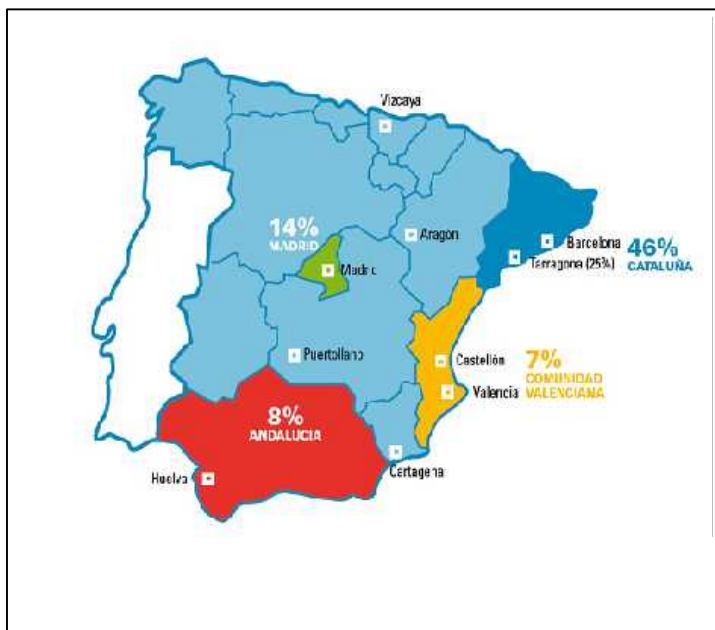 Vizcaya
14%
MADRID
Madrid
Aragón
Barcelona
Tarragona (25%)
46%
CATALUÑA
Puertollano
Castellón
Valencia
7%
COMUNIDAD
VALENCIANA
8%
ANDALUCIA
Huelva
Cartagena